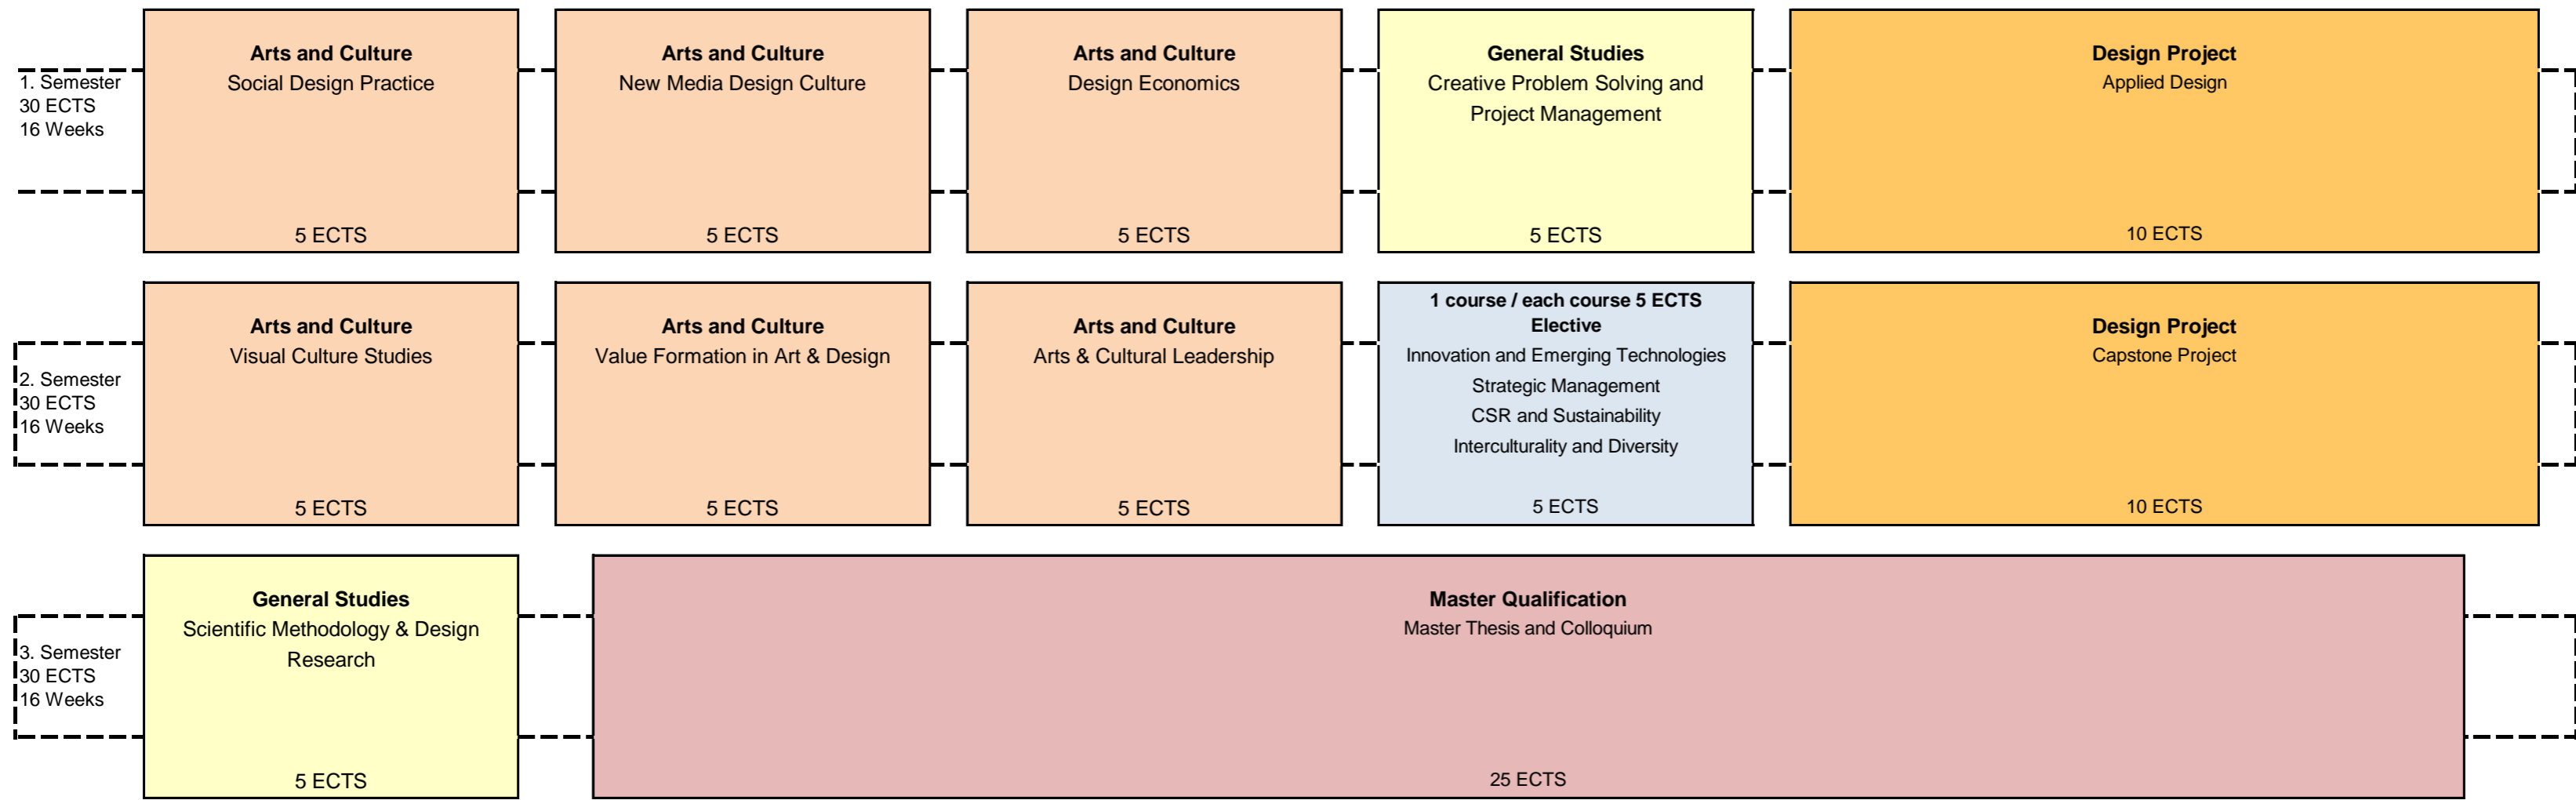 1. Semester
30 ECTS
16 Weeks
Arts and Culture
Social Design Practice
5 ECTS
Arts and Culture
New Media Design Culture
5 ECTS
Arts and Culture
Design Economics
5 ECTS
General Studies
Creative Problem Solving and
Project Management
5 ECTS
Design Project
Applied Design
10 ECTS
2. Semester
30 ECTS
16 Weeks
Arts and Culture
Visual Culture Studies
5 ECTS
Arts and Culture
Value Formation in Art & Design
5 ECTS
Arts and Culture
Arts & Cultural Leadership
5 ECTS
1 course / each course 5 ECTS
Elective
Innovation and Emerging Technologies
Strategic Management
CSR and Sustainability
Interculturality and Diversity
5 ECTS
Design Project
Capstone Project
10 ECTS
3. Semester
30 ECTS
16 Weeks
General Studies
Scientific Methodology & Design
Research
5 ECTS
Master Qualification
Master Thesis and Colloquium
25 ECTS